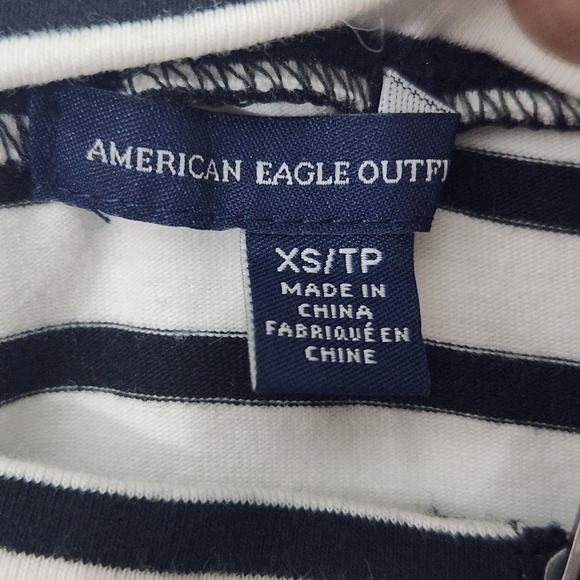 AMERICAN EAGLE OUTFI
XS/TP
MADE IN
CHINA
FABRIQUÉ EN
CHINE